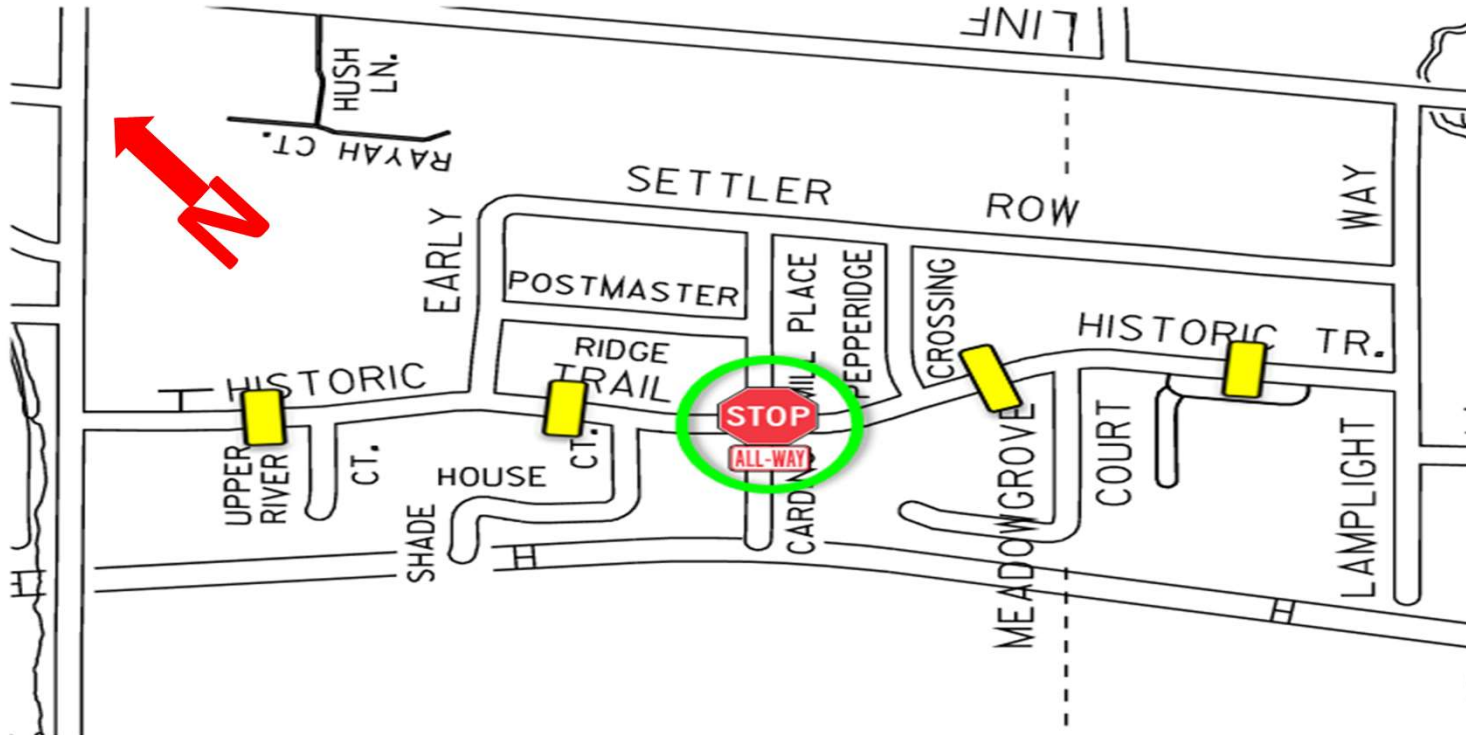 LINE
HUSH
LN.
RAYAH CT.
N
SETTLER
ROW
WAY
EARLY
POSTMASTER
PLACE
PEPPERIDGE
CROSSING
HISTORIC TR.
RIDGE
TRAIL
HISTORIC
MILL
STOP
ALL-WAY
UPPER
RIVER
CT.
HOUSE
CT.
SHADE
MEADOWGROVE
COURT
LAMPLIGHT